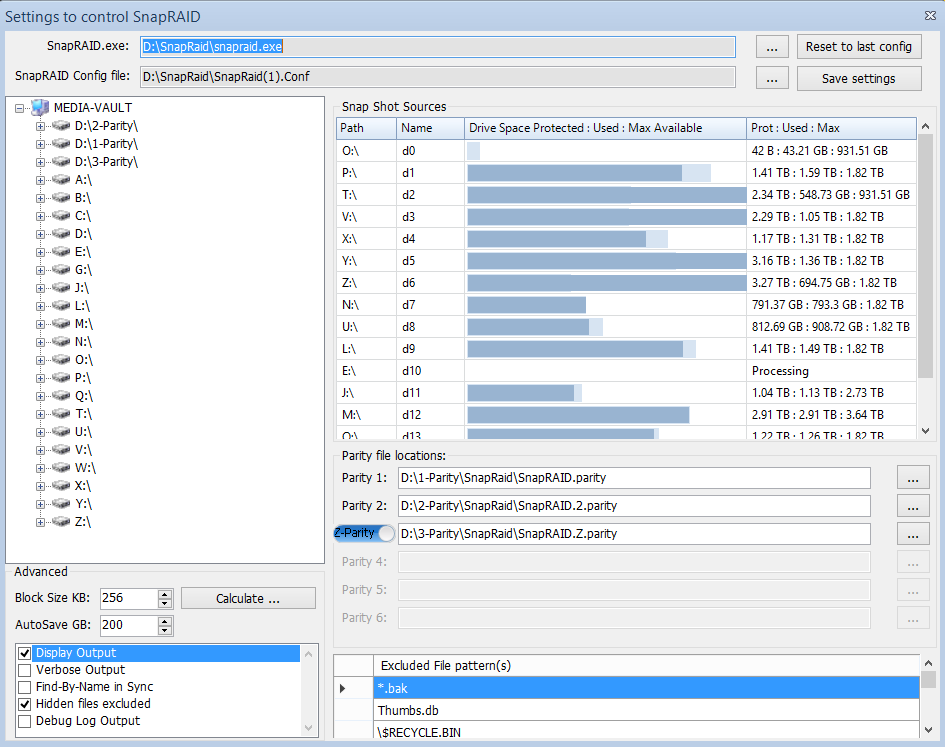 Settings to control SnapRAID
SnapRAID.exe: D:\SnapRaid\snapraid.exe ... Reset to last config
SnapRAID Config file: D:\SnapRaid\SnapRaid(1).Conf ... Save settings
MEDIA-VAULT
D:\2-Parity\
D:\1-Parity\
D:\3-Parity\
A:\
B:\
C:\
D:\
E:\
G:\
J:\
L:\
M:\
N:\
O:\
P:\
Q:\
T:\
U:\
V:\
W:\
X:\
Y:\
Z:\
Advanced
Block Size KB: 256 Calculate ...
AutoSave GB: 200
Display Output
Verbose Output
Find-By-Name in Sync
Hidden files excluded
Debug Log Output
Snap Shot Sources
Path Name Drive Space Protected : Used : Max Available Prot : Used : Max
O:\ d0 42 B : 43.21 GB : 931.51 GB
P:\ d1 1.41 TB : 1.59 TB : 1.82 TB
T:\ d2 2.34 TB : 548.73 GB : 931.51 GB
V:\ d3 2.29 TB : 1.05 TB : 1.82 TB
X:\ d4 1.17 TB : 1.31 TB : 1.82 TB
Y:\ d5 3.16 TB : 1.36 TB : 1.82 TB
Z:\ d6 3.27 TB : 694.75 GB : 1.82 TB
N:\ d7 791.37 GB : 793.3 GB : 1.82 TB
U:\ d8 812.69 GB : 908.72 GB : 1.82 TB
L:\ d9 1.41 TB : 1.49 TB : 1.82 TB
E:\ d10 Processing
J:\ d11 1.04 TB : 1.13 TB : 2.73 TB
M:\ d12 2.91 TB : 2.91 TB : 3.64 TB
Q:\ d13 1.22 TB : 1.26 TB : 1.82 TB
Parity file locations:
Parity 1: D:\1-Parity\SnapRaid\SnapRAID.parity ...
Parity 2: D:\2-Parity\SnapRaid\SnapRAID.2.parity ...
Z-Parity D:\3-Parity\SnapRaid\SnapRAID.Z.parity ...
Parity 4: ...
Parity 5: ...
Parity 6: ...
Excluded File pattern(s)
*.bak
Thumbs.db
\$RECYCLE.BIN